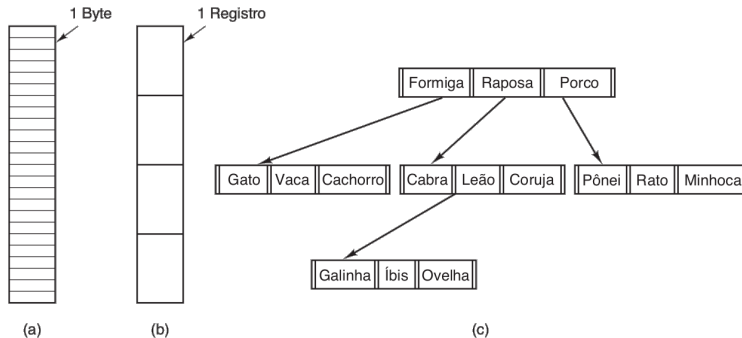 1 Byte
1 Registro
Formiga Raposa Porco
Gato Vaca Cachorro
Cabra Leão Coruja
Pônei Rato Minhoca
Galinha Íbis Ovelha
(a)
(b)
(c)